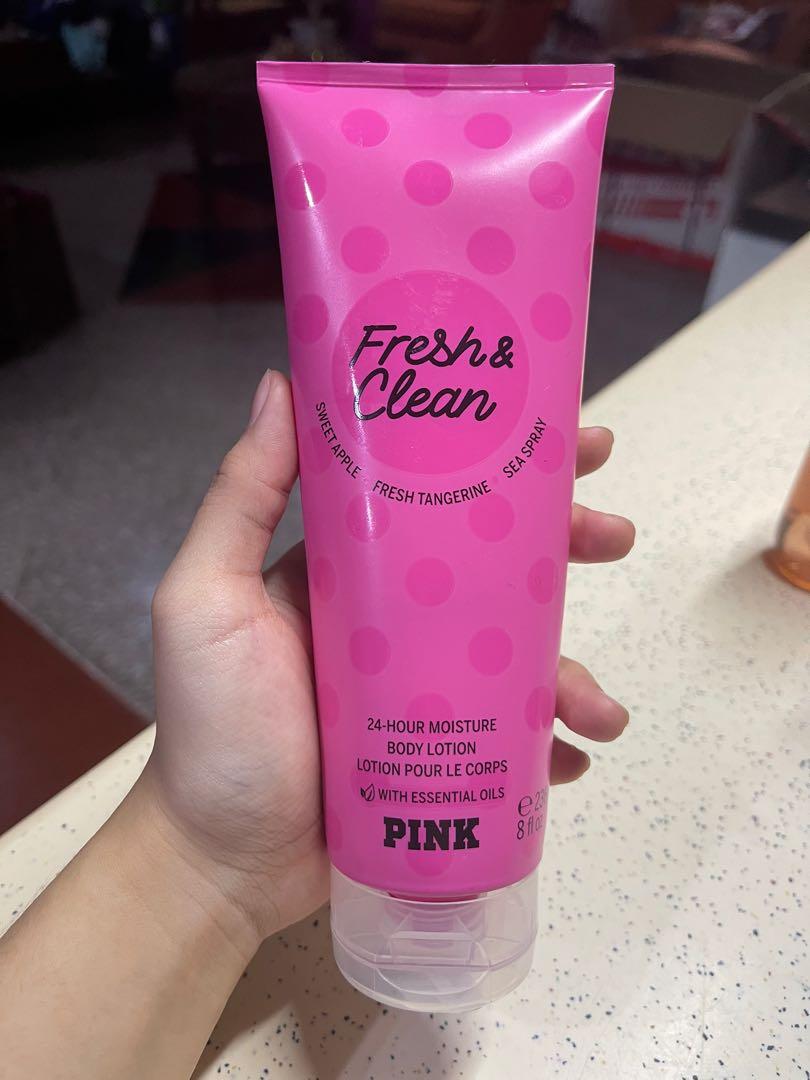 Fresh &
Clean
SWEET APPLE • FRESH TANGERINE • SEA SPRAY
24-HOUR MOISTURE
BODY LOTION
LOTION POUR LE CORPS
WITH ESSENTIAL OILS
PINK
8 fl oz